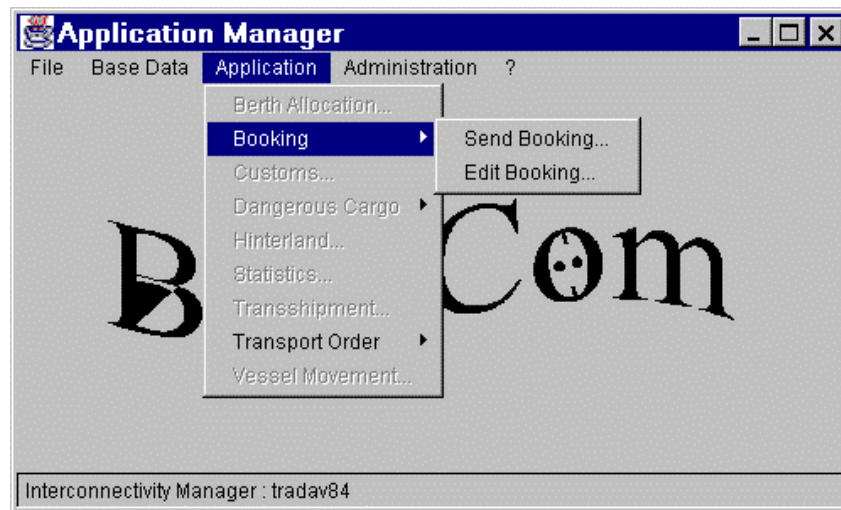 Application Manager
File Base Data Application Administration ?
Berth Allocation...
Booking
Send Booking...
Customs...
Edit Booking...
Dangerous Cargo
Hinterland...
Statistics...
Transshipment...
Transport Order
Vessel Movement...
B Com
Interconnectivity Manager : tradav84